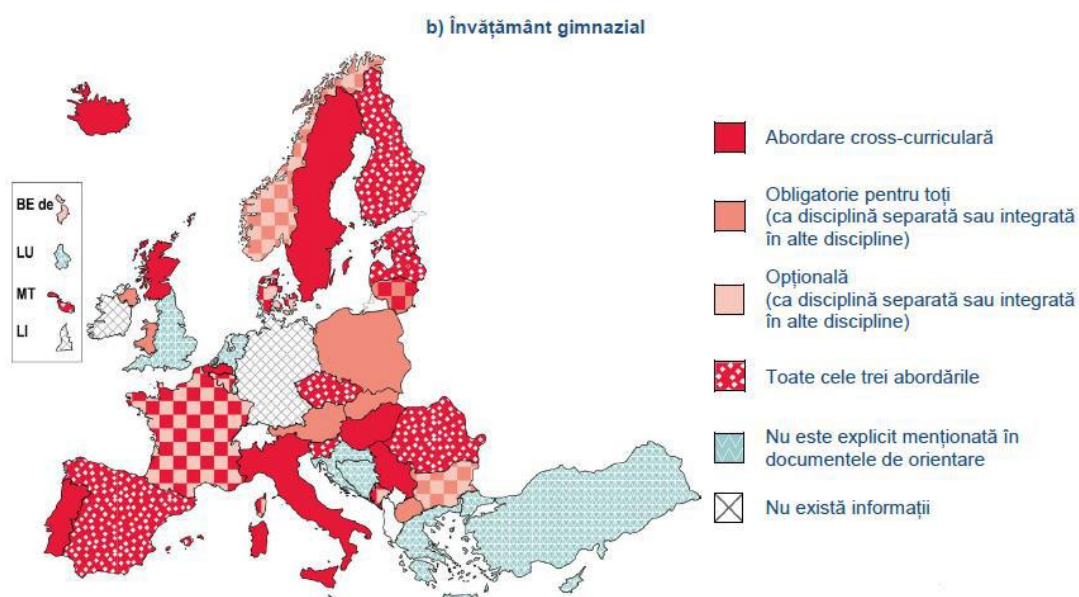 b) Învățământ gimnazial
BE de
LU
MT
LI
Abordare cross-curriculară
Obligatorie pentru toți
(ca disciplină separată sau integrată
în alte discipline)
Opțională
(ca disciplină separată sau integrată
în alte discipline)
Toate cele trei abordările
Nu este explicit menționată în
documentele de orientare
Nu există informații